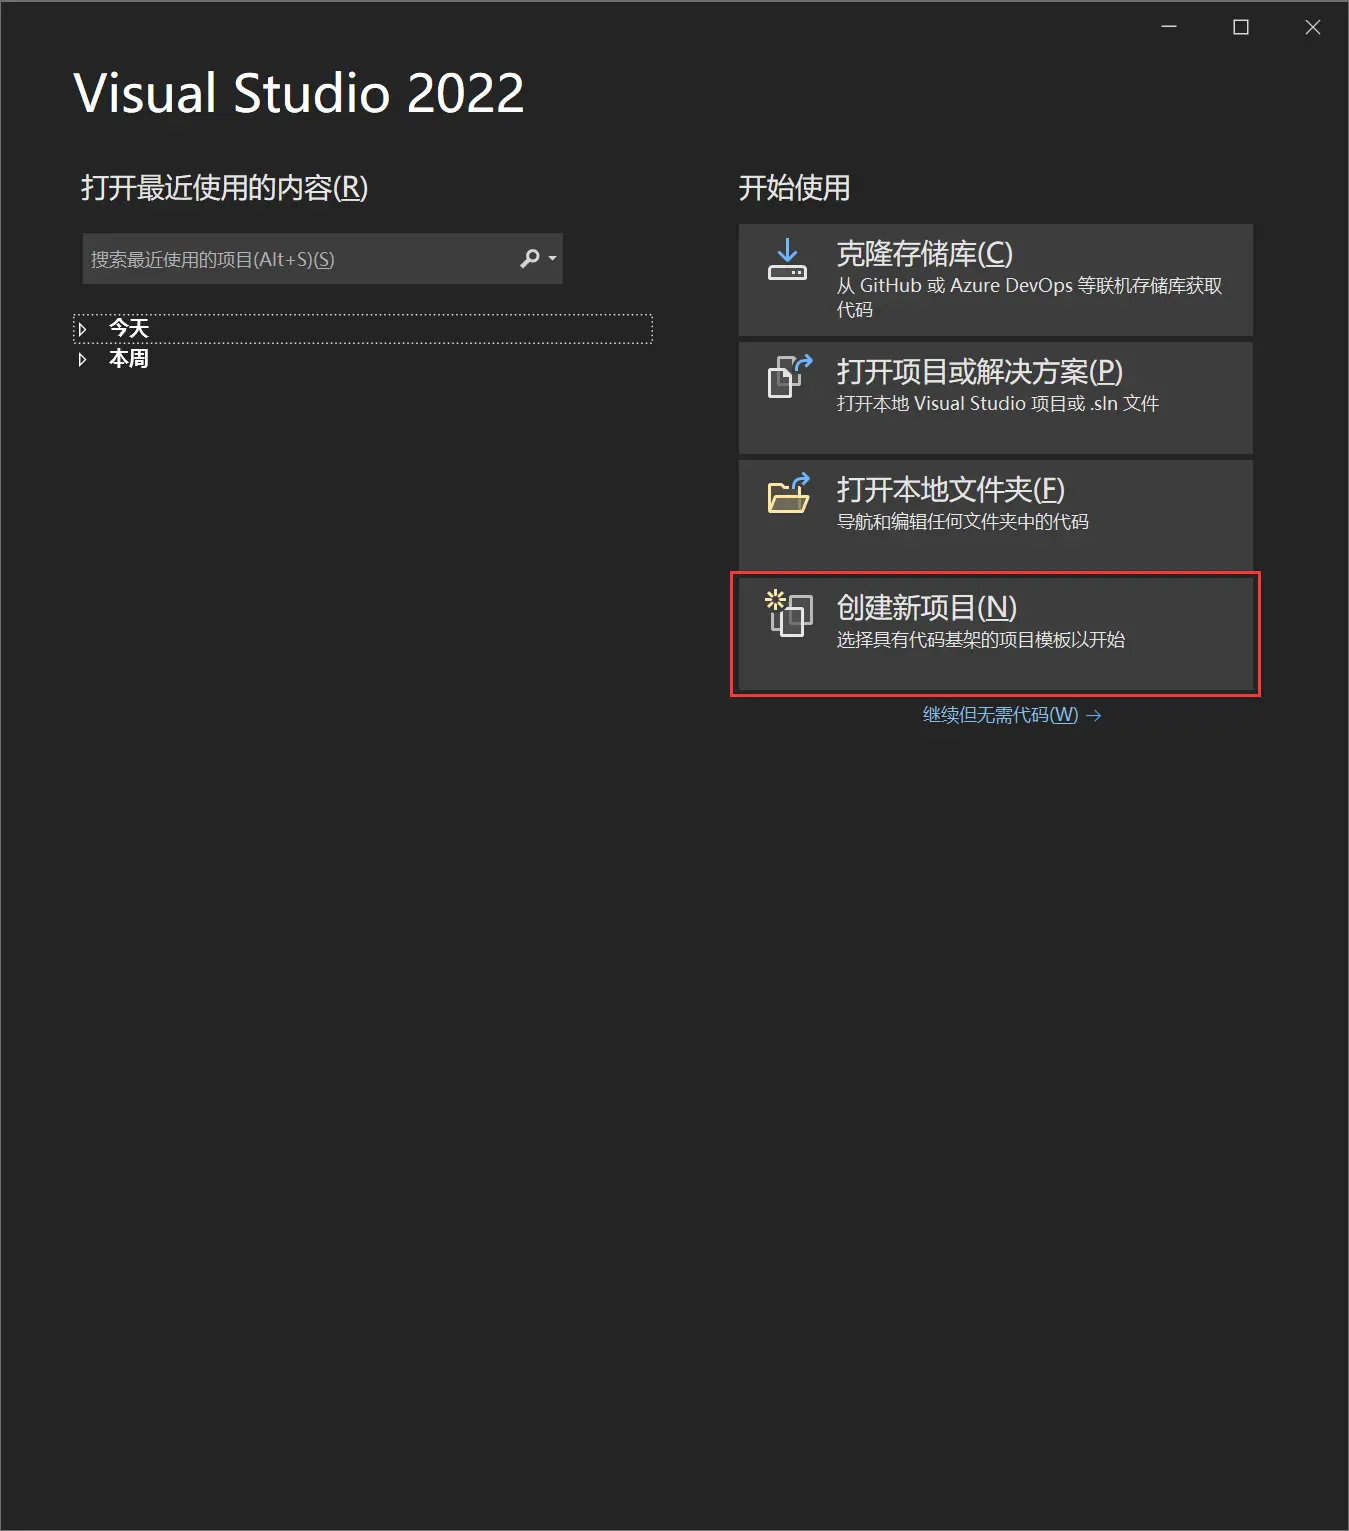 Visual Studio 2022
打开最近使用的内容(R)
搜索最近使用的项目(Alt+S)(S)
今天
本周
开始使用
克隆存储库(C)
从 GitHub 或 Azure DevOps 等联机存储库获取
代码
打开项目或解决方案(P)
打开本地 Visual Studio 项目或 .sln 文件
打开本地文件夹(F)
导航和编辑任何文件夹中的代码
创建新项目(N)
选择具有代码基架的项目模板以开始
继续但无需代码(W) →